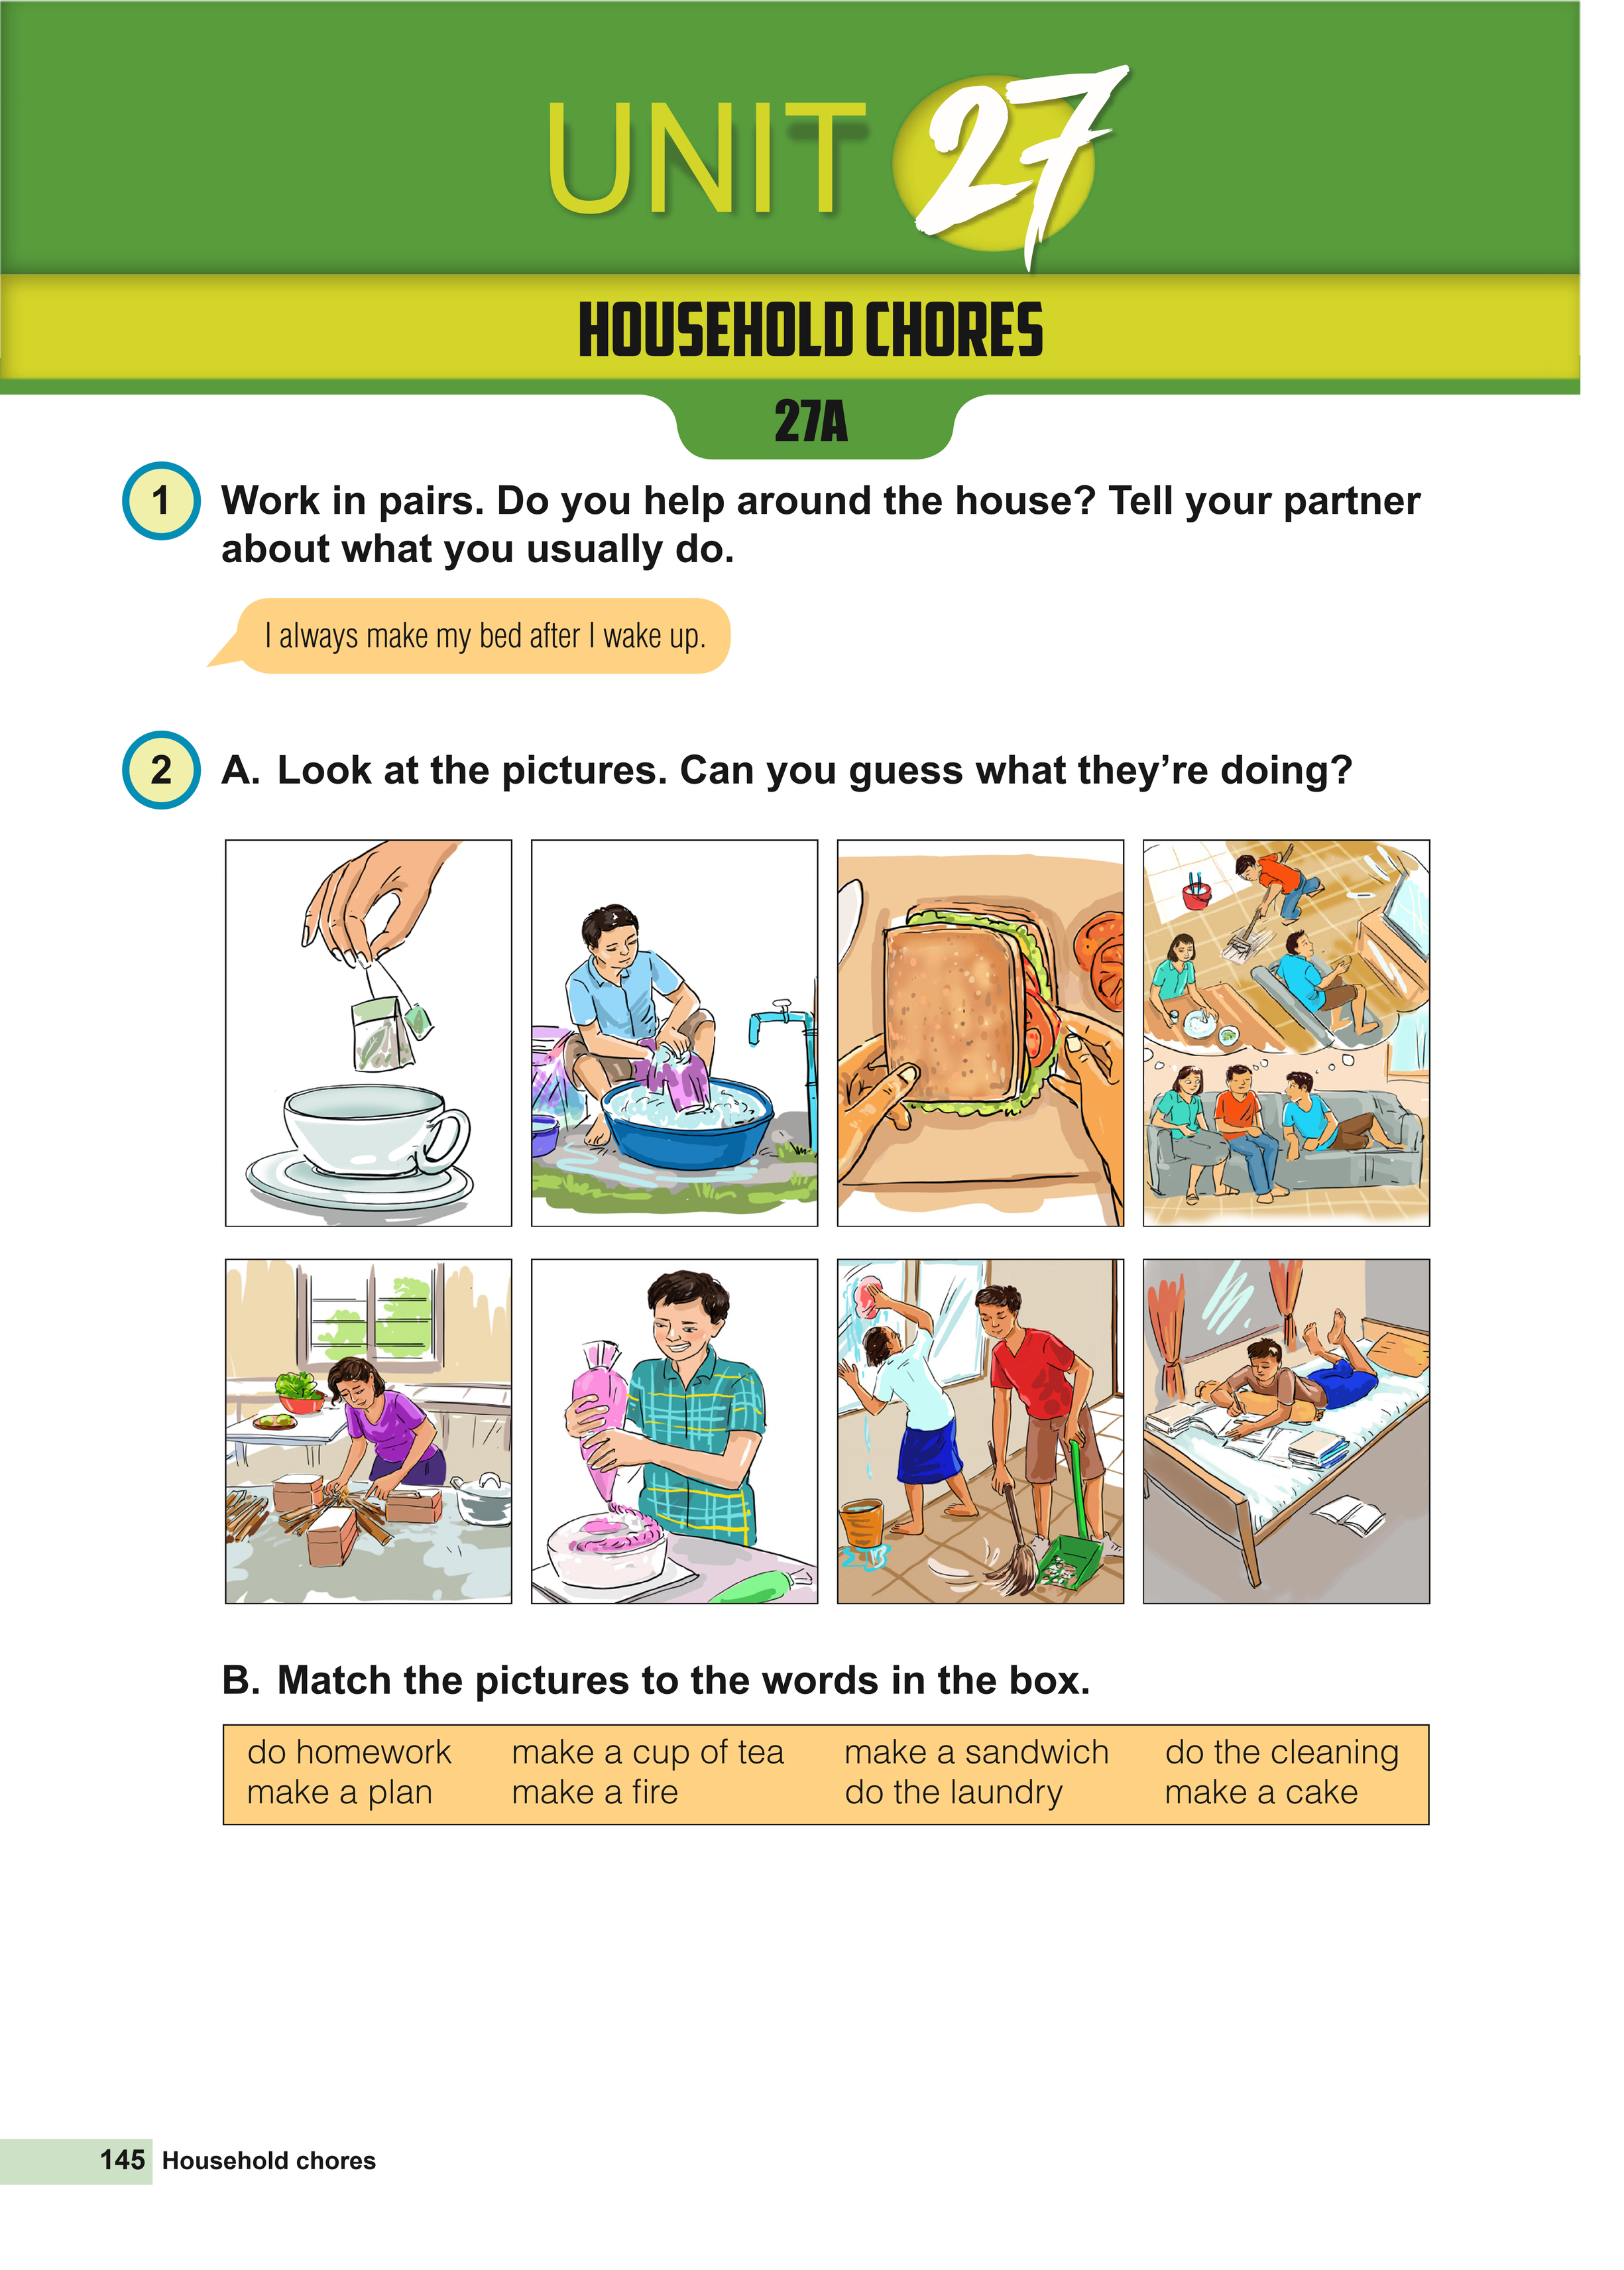 UNIT 27
HOUSEHOLD CHORES
27A
1 Work in pairs. Do you help around the house? Tell your partner
about what you usually do.
I always make my bed after I wake up.
2 A. Look at the pictures. Can you guess what they’re doing?
B. Match the pictures to the words in the box.
do homework make a cup of tea make a sandwich do the cleaning
make a plan make a fire do the laundry make a cake
145 Household chores